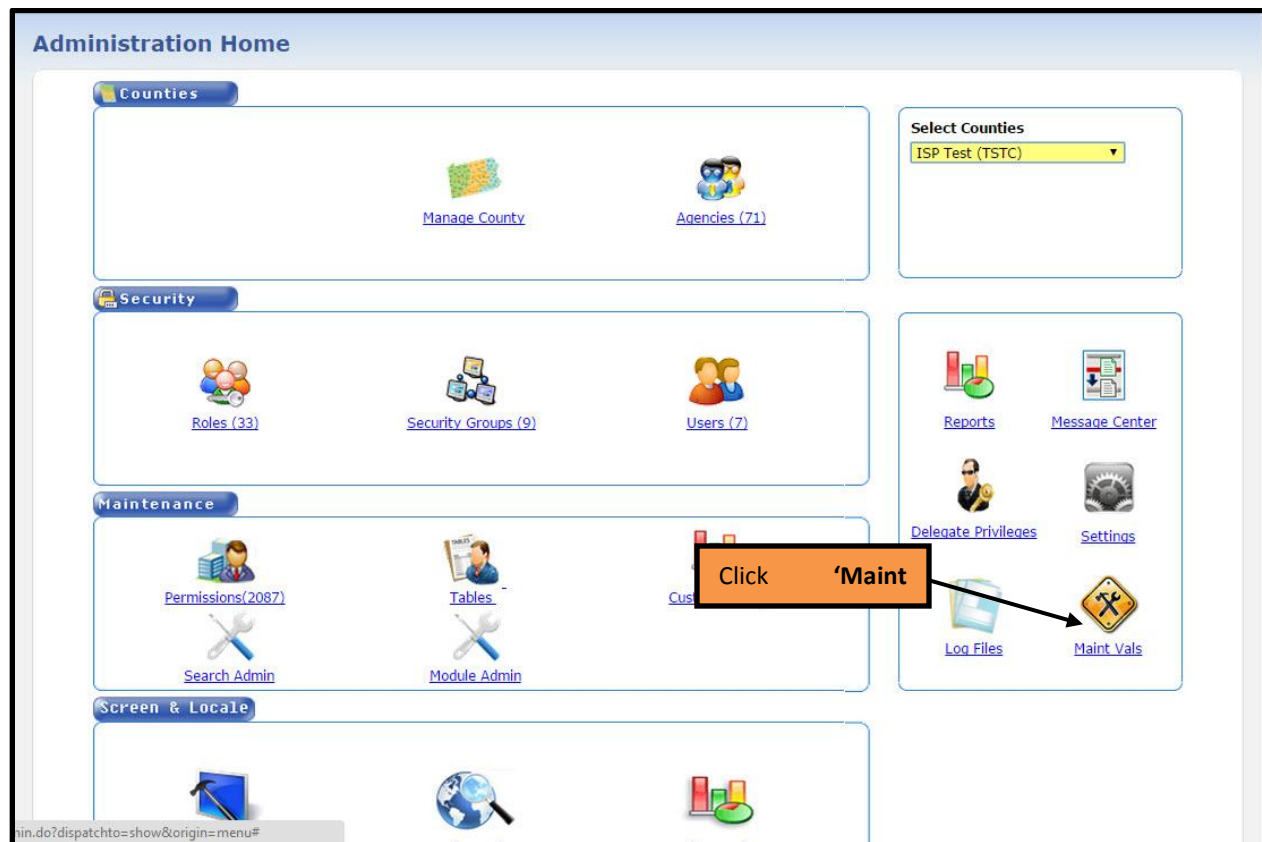 Administration Home
Counties
Manage County
Agencies (71)
Select Counties
ISP Test (TSTC)
Security
Roles (33)
Security Groups (9)
Users (7)
Reports
Message Center
Delegate Privileges
Settings
Log Files
Maint Vals
Maintenance
Permissions(2087)
Tables
Cust
Search Admin
Module Admin
Click ‘Maint
Screen & Locale
min.do?dispatchto=show&origin=menu#